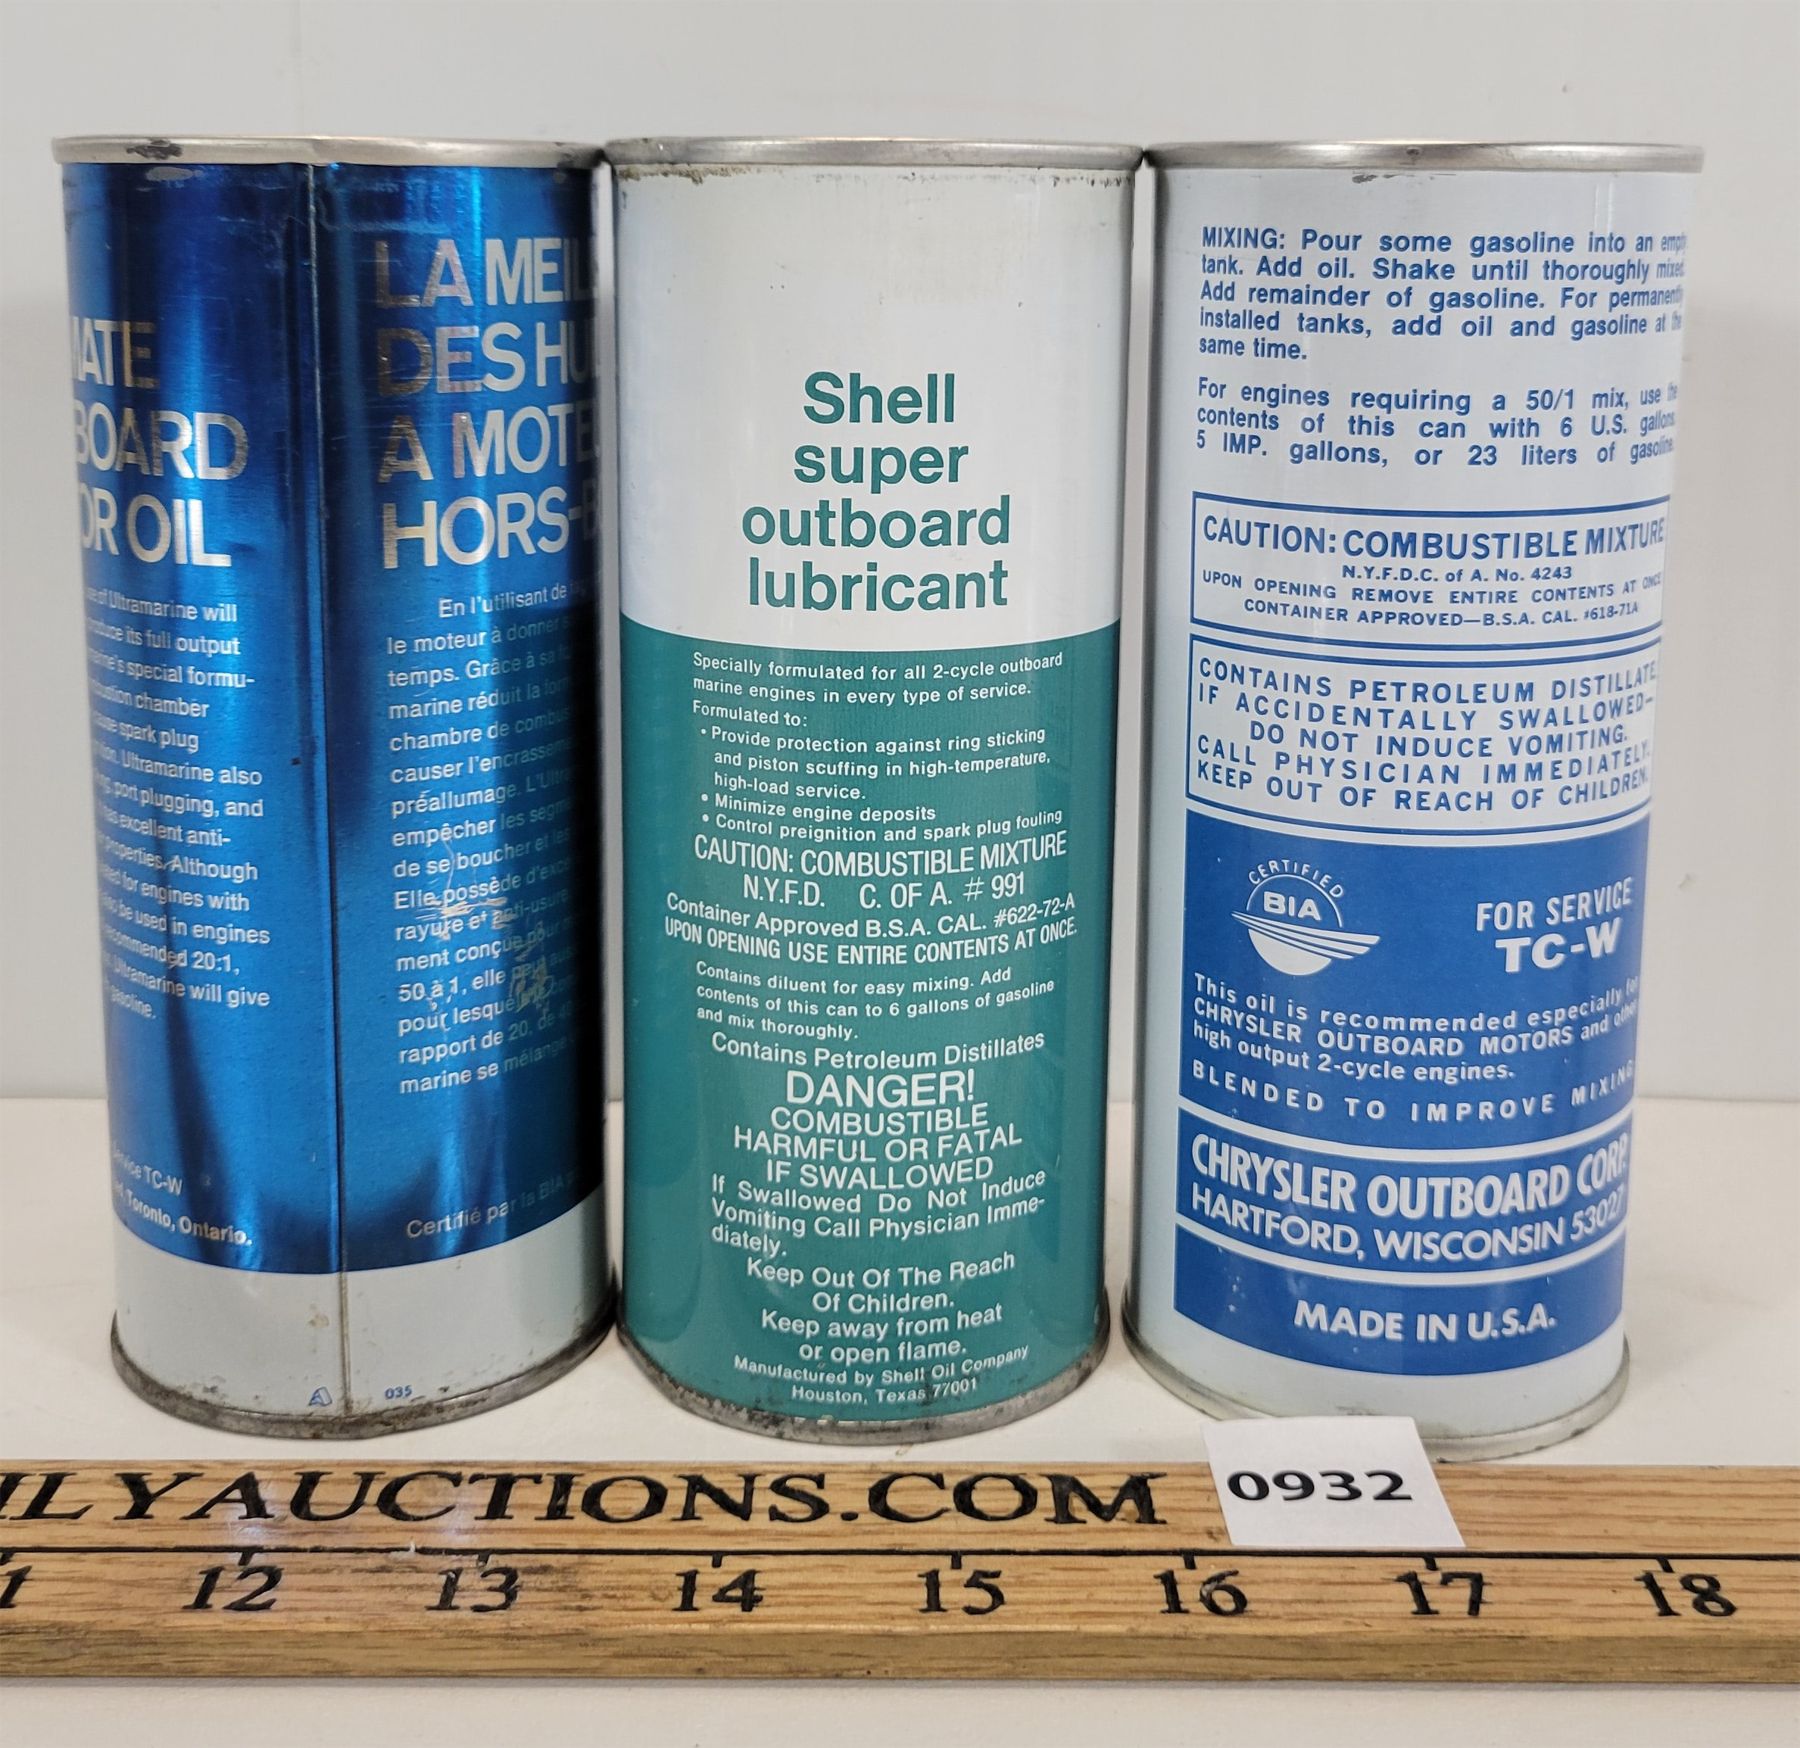 MATE
BOARD
OR OIL
of Ultramarine will
its full output
special formu-
chamber
spark plug
Ultramarine also
port plugging, and
excellent anti-
properties. Although
for engines with
be used in engines
20:1,
Ultramarine will give
gasoline.
Service TC-W
Toronto, Ontario.
LA MEIL
DES HU
A MOTE
HORS-B
En l'utilisant de
le moteur à donner
temps. Grâce à sa
marine réduit la
chambre de
causer l'encrassement
préallumage.
empêcher les
de se boucher et les
Elle possède
rayure et anti-usure
ment conçue
50 à 1, elle peut
pour lesquels
rapport de 20, de
marine se
Certifié par la BIA
035
Shell
super
outboard
lubricant
Specially formulated for all 2-cycle outboard
marine engines in every type of service.
Formulated to:
• Provide protection against ring sticking
and piston scuffing in high-temperature,
high-load service.
• Minimize engine deposits
• Control preignition and spark plug fouling
CAUTION: COMBUSTIBLE MIXTURE
N.Y.F.D. C. OF A. # 991
Container Approved B.S.A. CAL. #622-72-A
UPON OPENING USE ENTIRE CONTENTS AT ONCE.
Contains diluent for easy mixing. Add
contents of this can to 6 gallons of gasoline
and mix thoroughly.
Contains Petroleum Distillates
DANGER!
COMBUSTIBLE
HARMFUL OR FATAL
IF SWALLOWED
If Swallowed Do Not Induce
Vomiting Call Physician Imme-
diately.
Keep Out Of The Reach
Of Children.
Keep away from heat
or open flame.
Manufactured by Shell Oil Company
Houston, Texas 77001
MIXING: Pour some gasoline into an empty
tank. Add oil. Shake until thoroughly mixed.
Add remainder of gasoline. For permanently
installed tanks, add oil and gasoline at the
same time.
For engines requiring a 50/1 mix, use the
contents of this can with 6 U.S. gallons,
5 IMP. gallons, or 23 liters of gasoline.
CAUTION: COMBUSTIBLE MIXTURE
N.Y.F.D.C. of A. No. 4243
UPON OPENING REMOVE ENTIRE CONTENTS AT ONCE
CONTAINER APPROVED—B.S.A. CAL. #618-71A
CONTAINS PETROLEUM DISTILLATE
IF ACCIDENTALLY SWALLOWED—
DO NOT INDUCE VOMITING.
CALL PHYSICIAN IMMEDIATELY.
KEEP OUT OF REACH OF CHILDREN.
CERTIFIED
BIA
FOR SERVICE
TC-W
This oil is recommended especially for
CHRYSLER OUTBOARD MOTORS and other
high output 2-cycle engines.
BLENDED TO IMPROVE MIXING
CHRYSLER OUTBOARD CORP.
HARTFORD, WISCONSIN 53027
MADE IN U.S.A.
0932
ILYAUCTIONS.COM
1 12 13 14 15 16 17 18